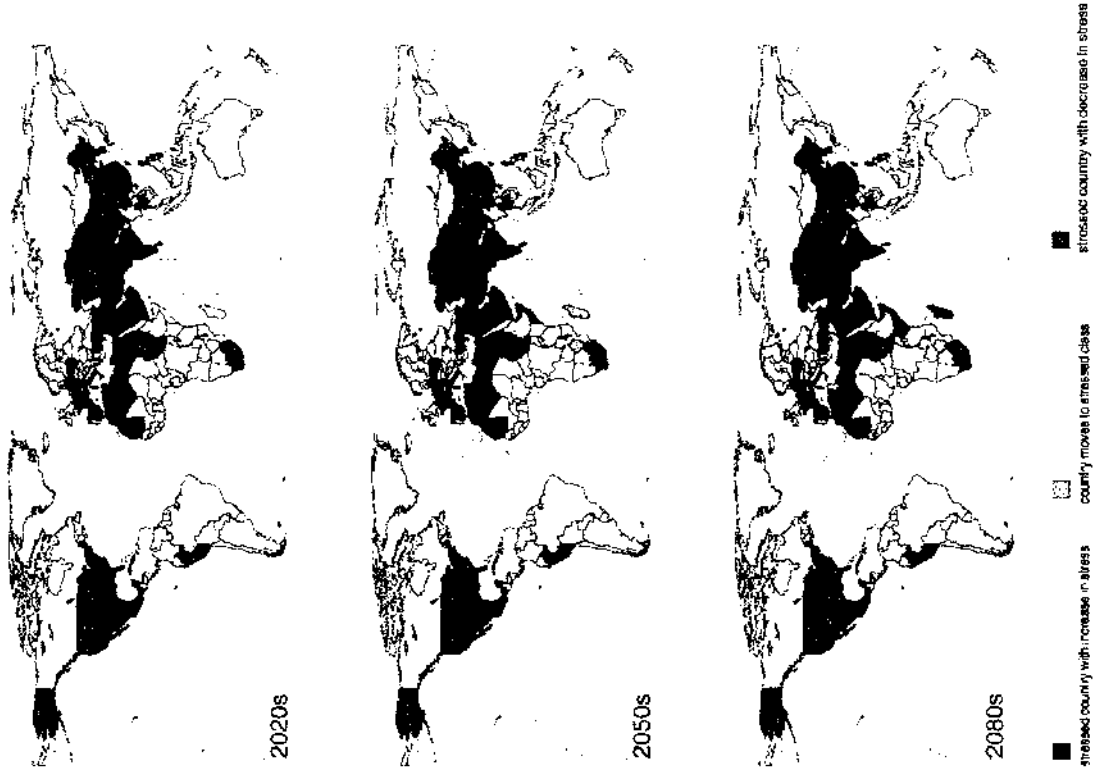 2020s
2050s
2080s
stressed country with increase in stress
country moves to stressed class
stressed country with decrease in stress